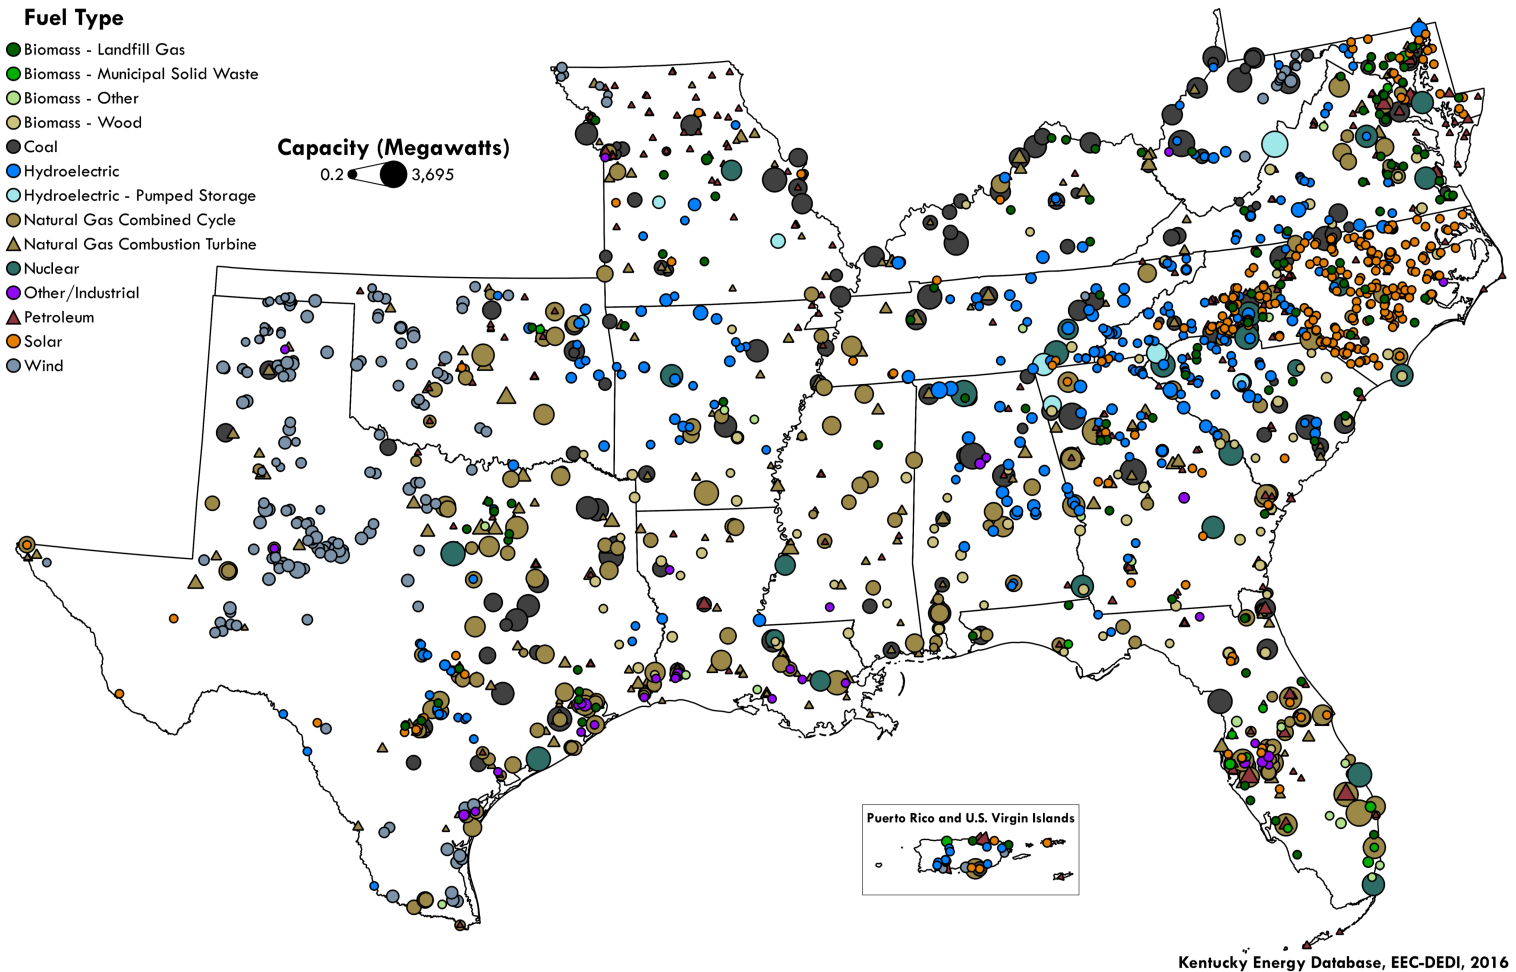 Fuel Type
Biomass - Landfill Gas
Biomass - Municipal Solid Waste
Biomass - Other
Biomass - Wood
Coal
Hydroelectric
Hydroelectric - Pumped Storage
Natural Gas Combined Cycle
Natural Gas Combustion Turbine
Nuclear
Other/Industrial
Petroleum
Solar
Wind
Capacity (Megawatts)
0.2 3,695
Puerto Rico and U.S. Virgin Islands
Kentucky Energy Database, EEC-DEDI, 2016